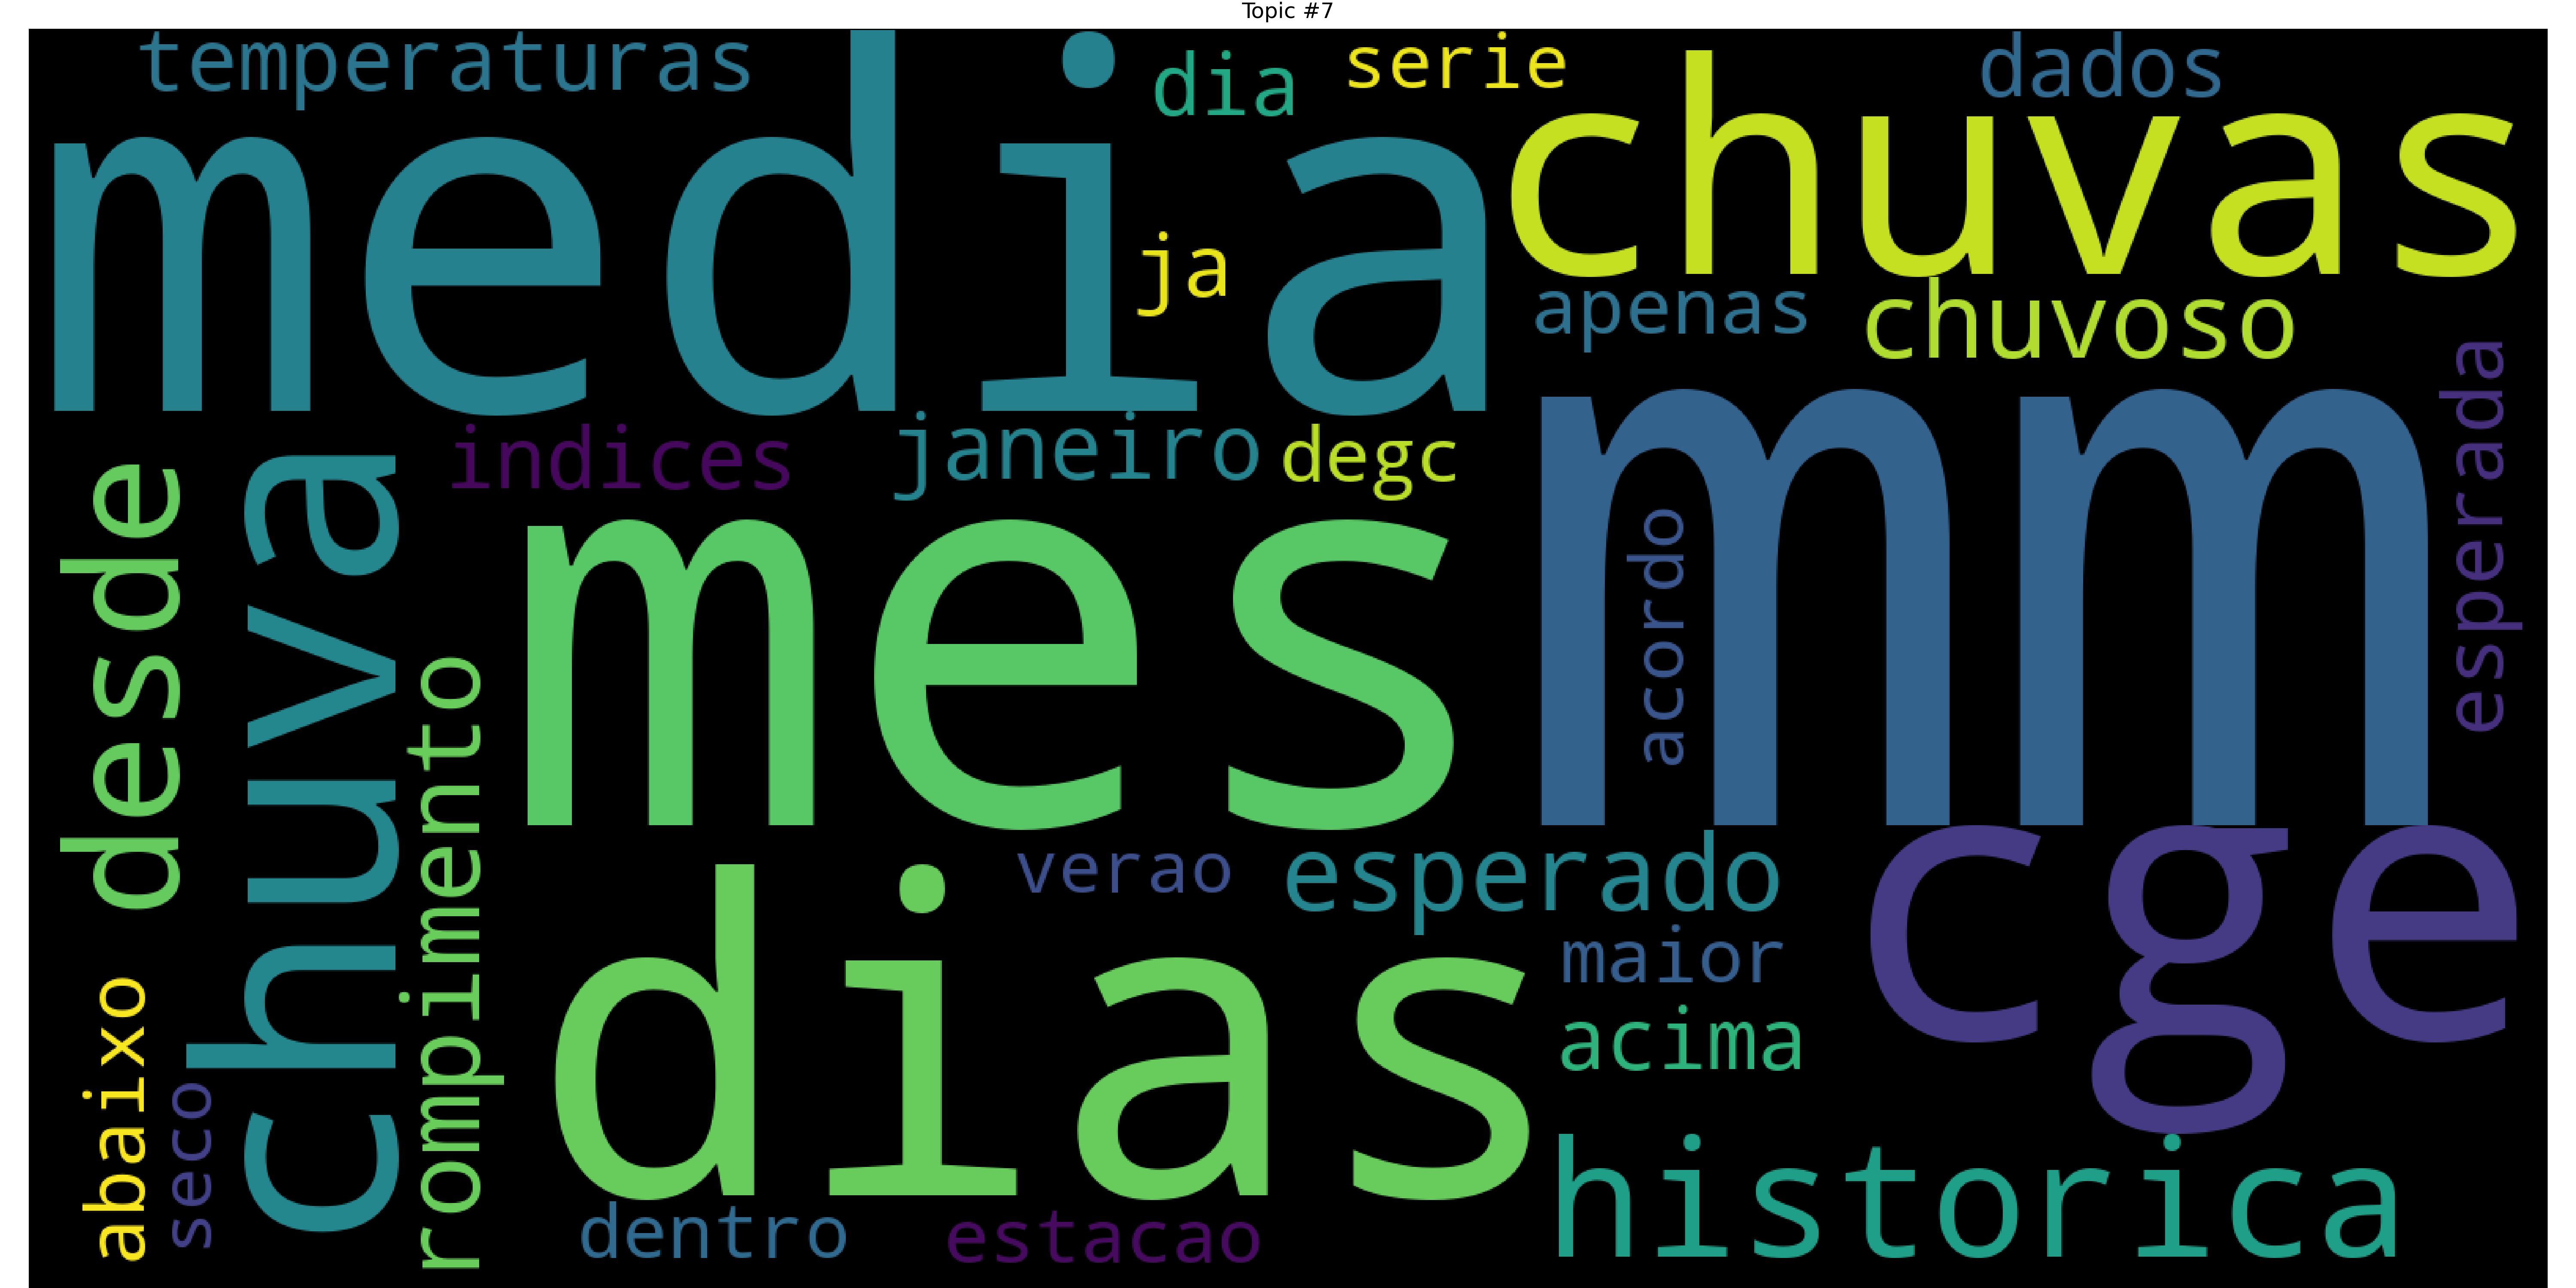 Topic #7
temperaturas
media
dia
serie
dados
chuvas
ja
apenas
chuvoso
indices
janeiro
degc
mm
acordo
esperada
desde
chuva
mes
rompimento
verao
esperado
cge
dias
maior
acima
abaixo
seco
historica
dentro
estacao